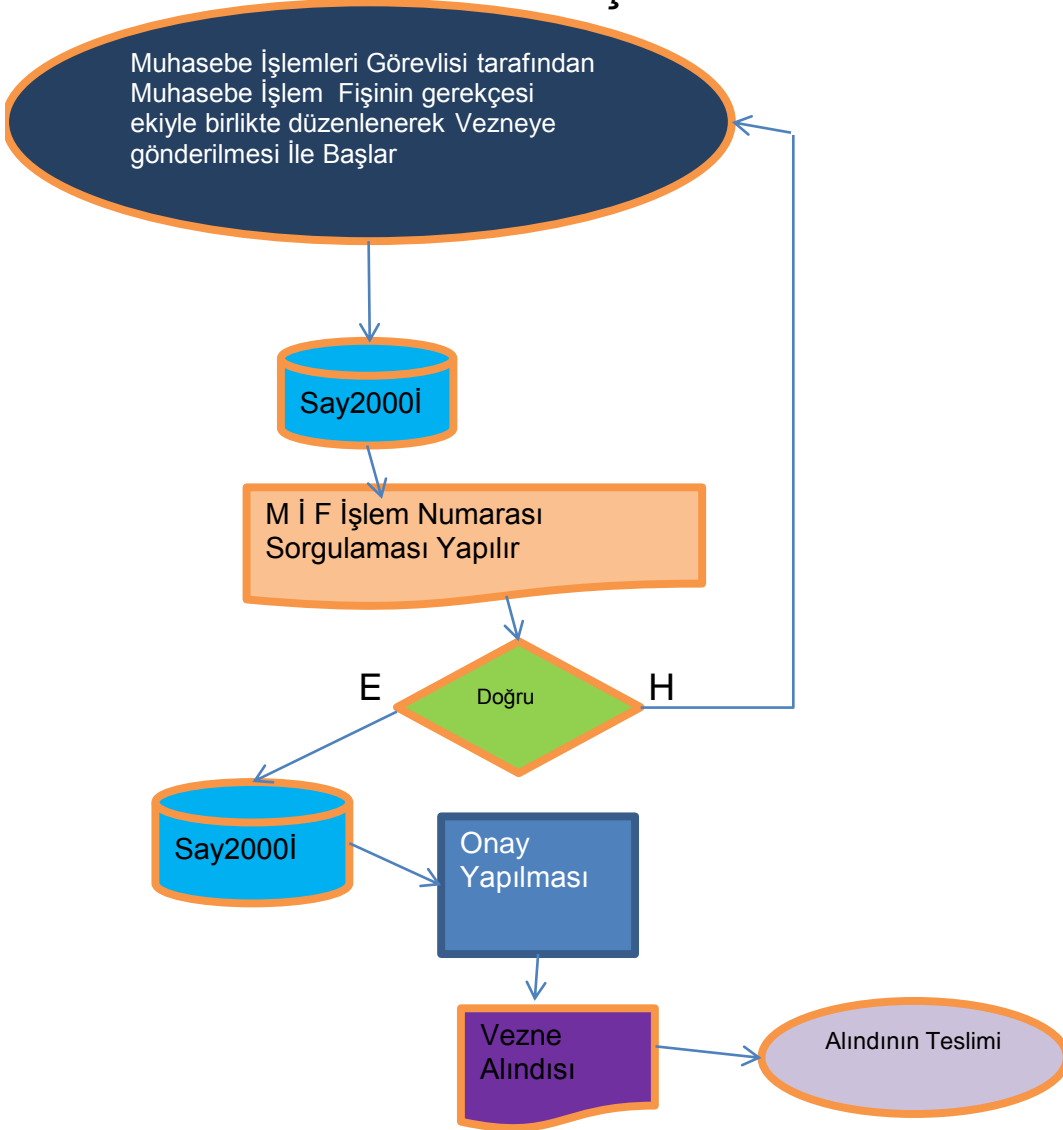 Muhasebe İşlemleri Görevlisi tarafından
Muhasebe İşlem Fişinin gerekçesi
ekiyle birlikte düzenlenerek Vezneye
gönderilmesi İle Başlar
Say2000İ
M İ F İşlem Numarası
Sorgulaması Yapılır
E
Doğru
H
Say2000İ
Onay
Yapılması
Vezne
Alındısı
Alındının Teslimi